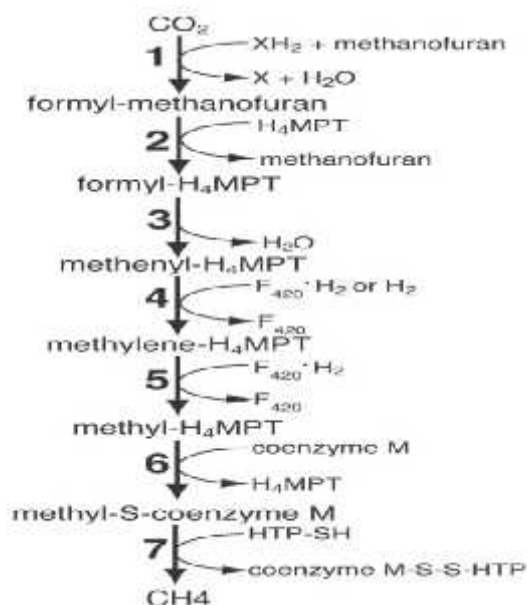 CO₂
1
XH₂ + methanofuran
X + H₂O
formyl-methanofuran
2
H₄MPT
methanofuran
formyl-H₄MPT
3
H₂O
methenyl-H₄MPT
4
F₄₂₀·H₂ or H₂
F₄₂₀
methylene-H₄MPT
5
F₄₂₀·H₂
F₄₂₀
methyl-H₄MPT
6
coenzyme M
H₄MPT
methyl-S-coenzyme M
7
HTP-SH
coenzyme M-S-S-HTP
CH4